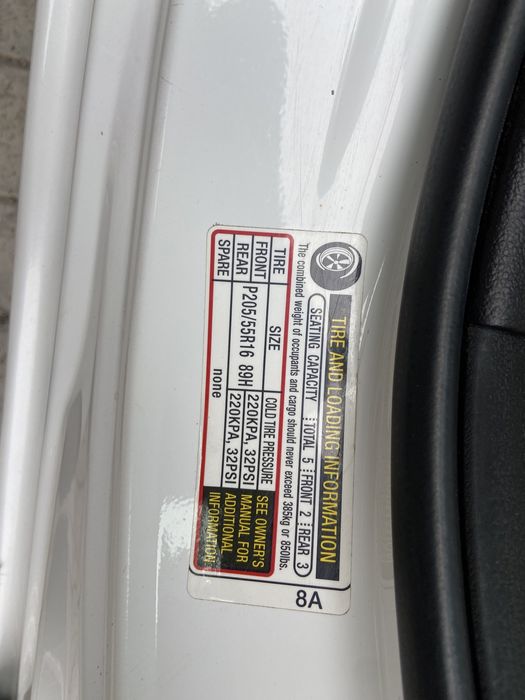 TIRE AND LOADING INFORMATION
SEATING CAPACITY TOTAL 5 FRONT 2 REAR 3
The combined weight of occupants and cargo should never exceed 385kg or 850lbs.
TIRE SIZE COLD TIRE PRESSURE
FRONT P205/55R16 89H 220KPA, 32PSI
REAR 220KPA, 32PSI
SPARE none
SEE OWNER'S
MANUAL FOR
ADDITIONAL
INFORMATION
8A